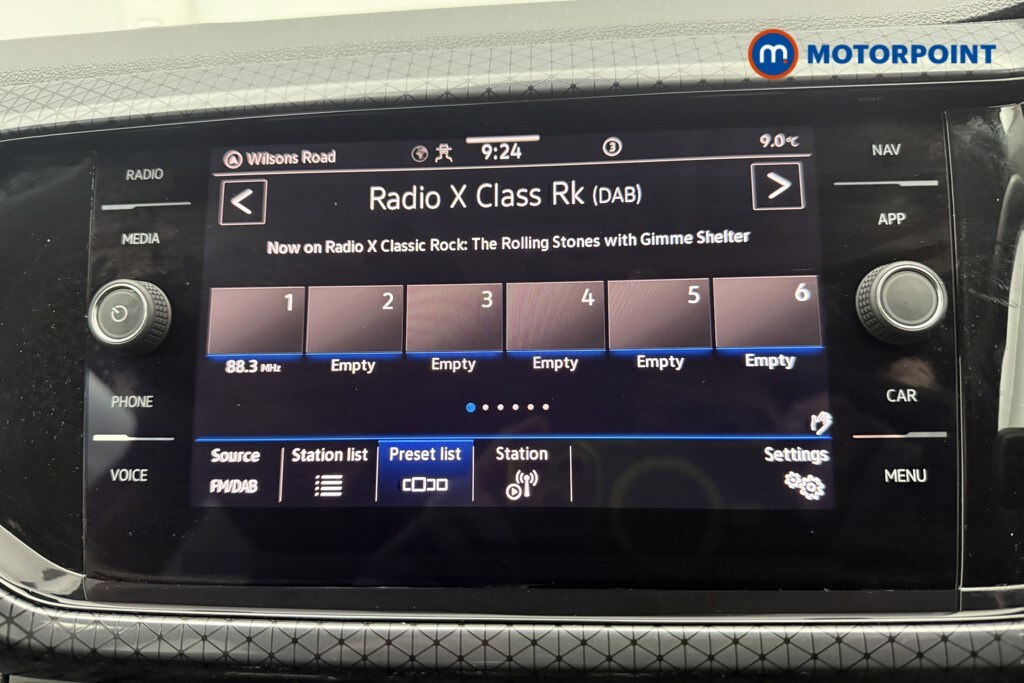 m MOTORPOINT
RADIO
MEDIA
PHONE
VOICE
Wilsons Road
9:24
3
9.0°C
<
Radio X Class Rk (DAB)
>
Now on Radio X Classic Rock: The Rolling Stones with Gimme Shelter
1 2 3 4 5 6
88.3 MHz Empty Empty Empty Empty Empty
Source Station list Preset list Station Settings
FM/DAB
NAV
APP
CAR
MENU